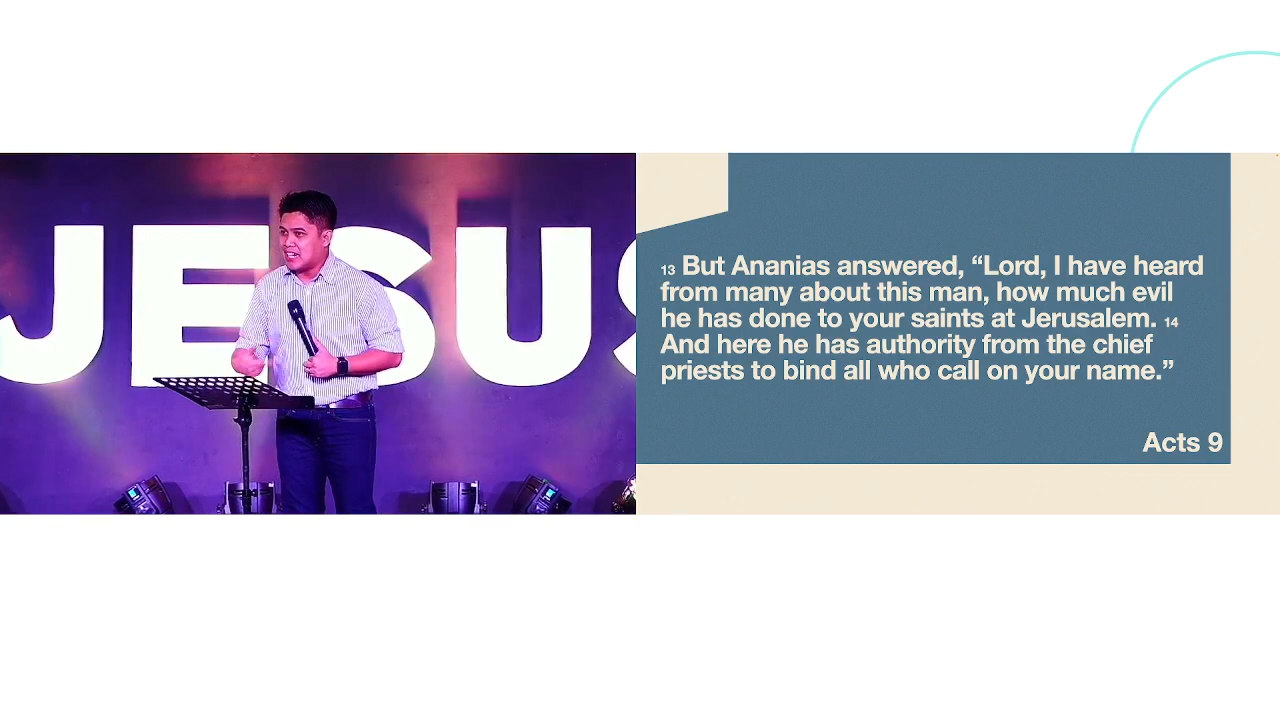 JESUS
13 But Ananias answered, “Lord, I have heard
from many about this man, how much evil
he has done to your saints at Jerusalem. 14
And here he has authority from the chief
priests to bind all who call on your name.”
Acts 9